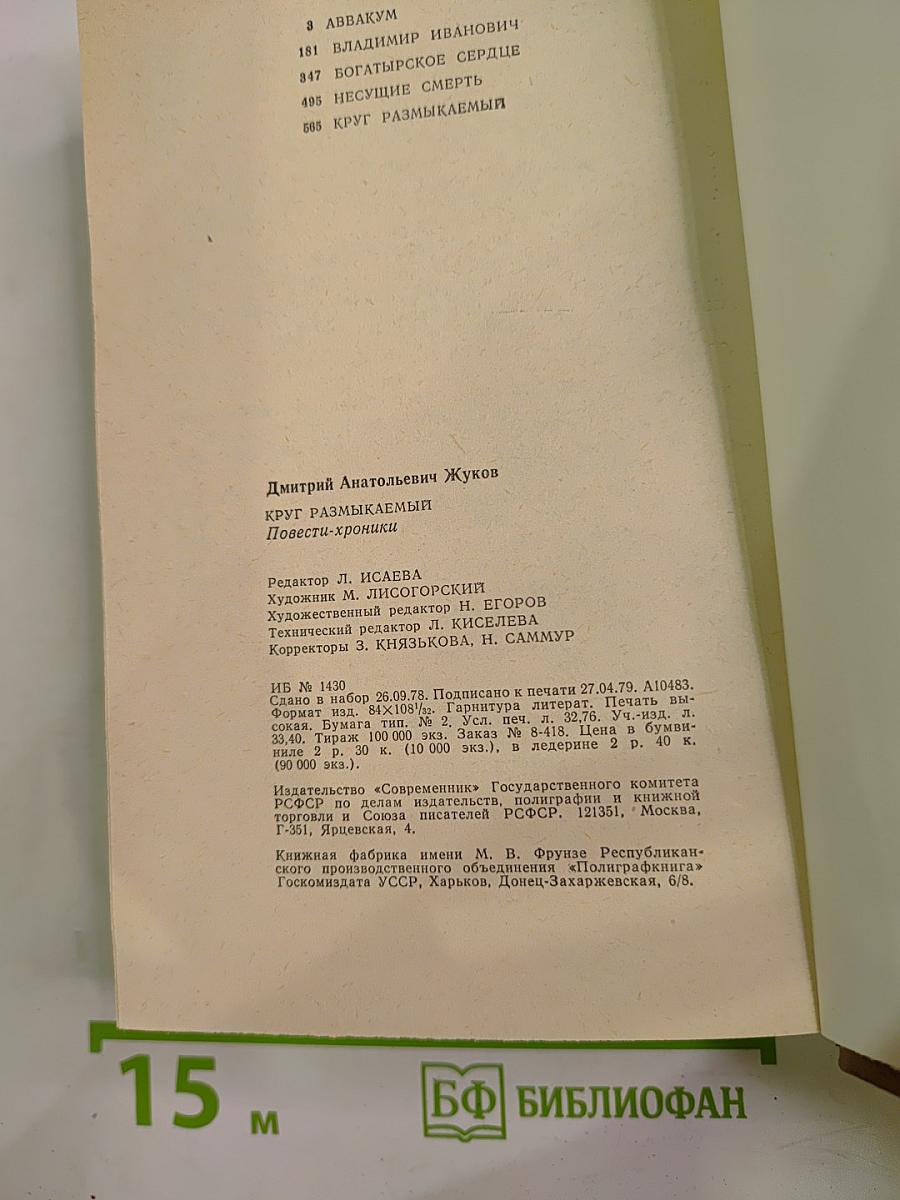 3 АВВАКУМ
181 ВЛАДИМИР ИВАНОВИЧ
347 БОГАТЫРСКОЕ СЕРДЦЕ
495 НЕСУЩИЕ СМЕРТЬ
565 КРУГ РАЗМЫКАЕМЫЙ
Дмитрий Анатольевич Жуков
КРУГ РАЗМЫКАЕМЫЙ
Повести-хроники
Редактор Л. ИСАЕВА
Художник М. ЛИСОГОРСКИЙ
Художественный редактор Н. ЕГОРОВ
Технический редактор Л. КИСЕЛЕВА
Корректоры З. КНЯЗЬКОВА, Н. САММУР
ИБ № 1430
Сдано в набор 26.09.78. Подписано к печати 27.04.79. А10483.
Формат изд. 84×108¹/₃₂. Гарнитура литерат. Печать вы-
сокая. Бумага тип. № 2. Усл. печ. л. 32,76. Уч.-изд. л.
33,40. Тираж 100 000 экз. Заказ № 8-418. Цена в бумви-
ниле 2 р. 30 к. (10 000 экз.), в ледерине 2 р. 40 к.
(90 000 экз.).
Издательство «Современник» Государственного комитета
РСФСР по делам издательств, полиграфии и книжной
торговли и Союза писателей РСФСР. 121351, Москва,
Г-351, Ярцевская, 4.
Книжная фабрика имени М. В. Фрунзе Республикан-
ского производственного объединения «Полиграфкнига»
Госкомиздата УССР, Харьков, Донец-Захаржевская, 6/8.
15 м
БФ БИБЛИОФАН